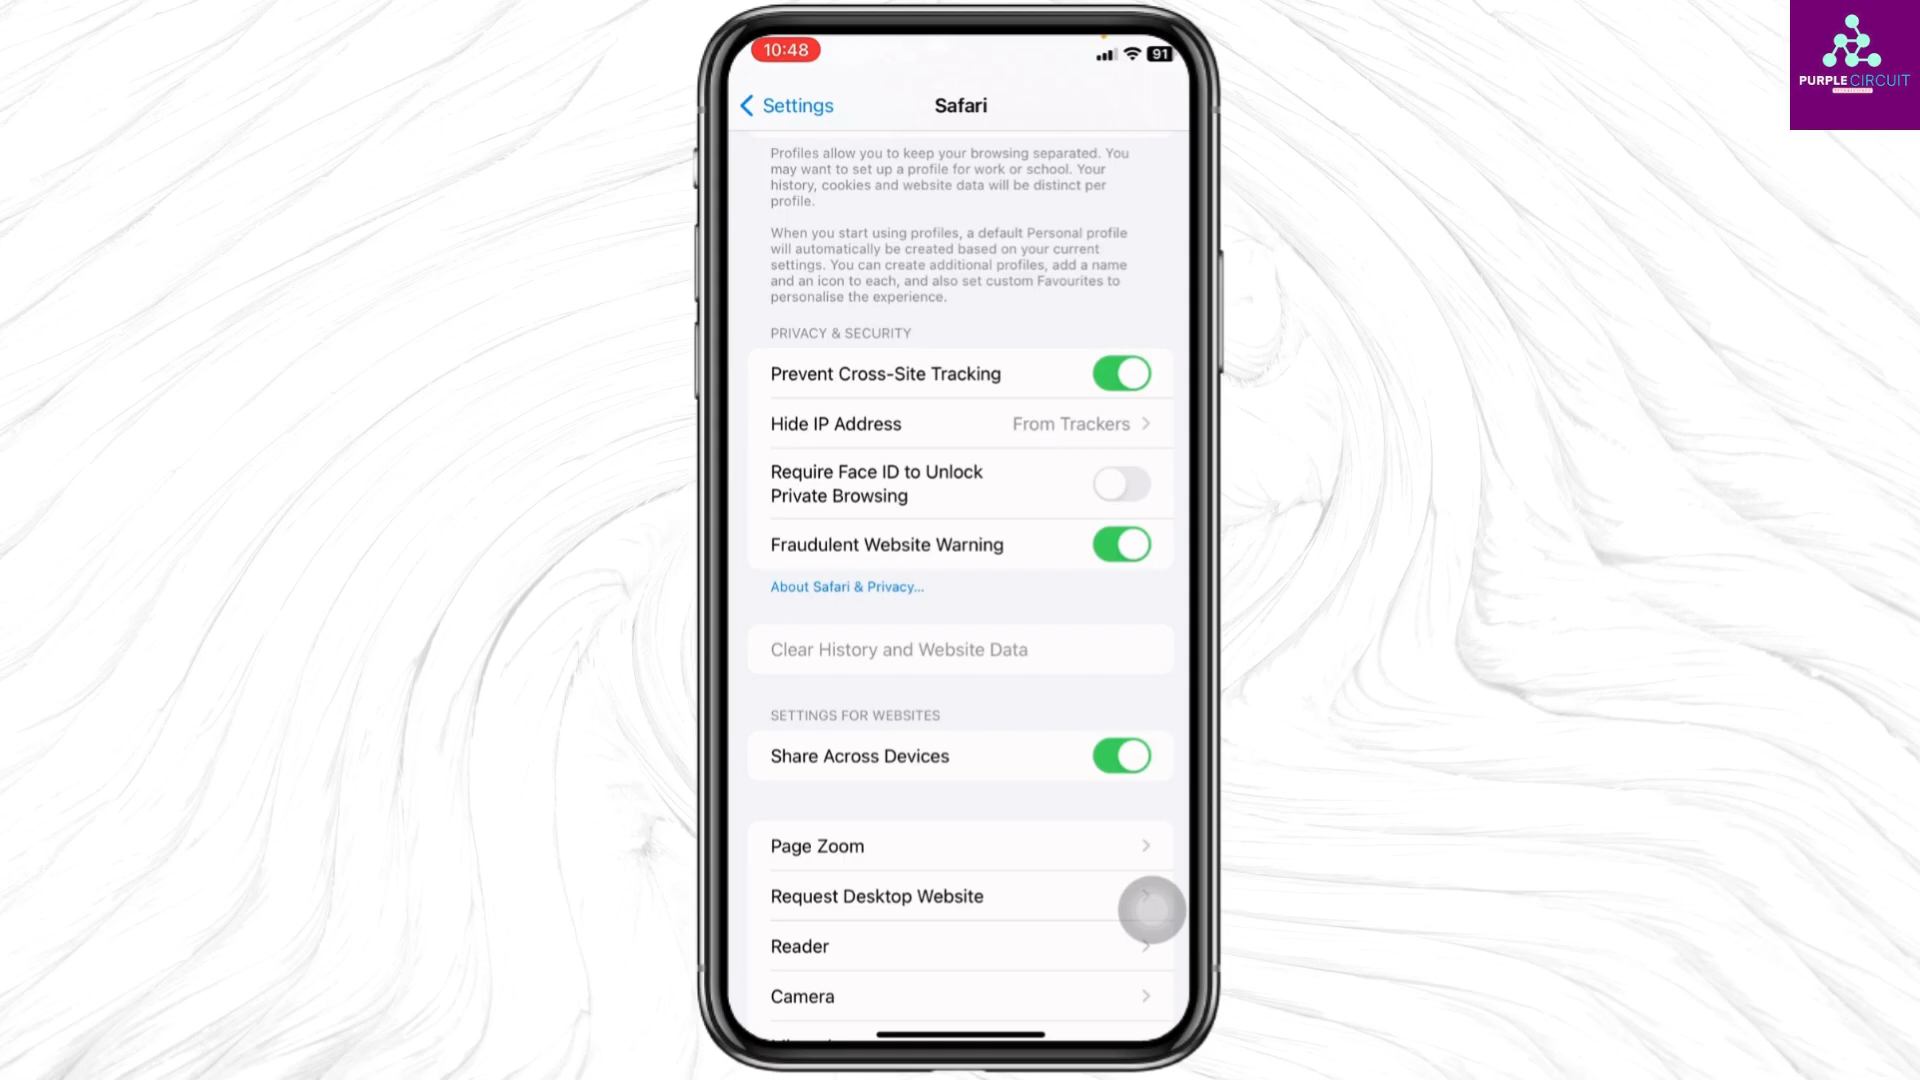 10:48
91
PURPLE CIRCUIT
Settings
Safari
Profiles allow you to keep your browsing separated. You
may want to set up a profile for work or school. Your
history, cookies and website data will be distinct per
profile.
When you start using profiles, a default Personal profile
will automatically be created based on your current
settings. You can create additional profiles, add a name
and an icon to each, and also set custom Favourites to
personalise the experience.
PRIVACY & SECURITY
Prevent Cross-Site Tracking
Hide IP Address From Trackers
Require Face ID to Unlock
Private Browsing
Fraudulent Website Warning
About Safari & Privacy...
Clear History and Website Data
SETTINGS FOR WEBSITES
Share Across Devices
Page Zoom
Request Desktop Website
Reader
Camera